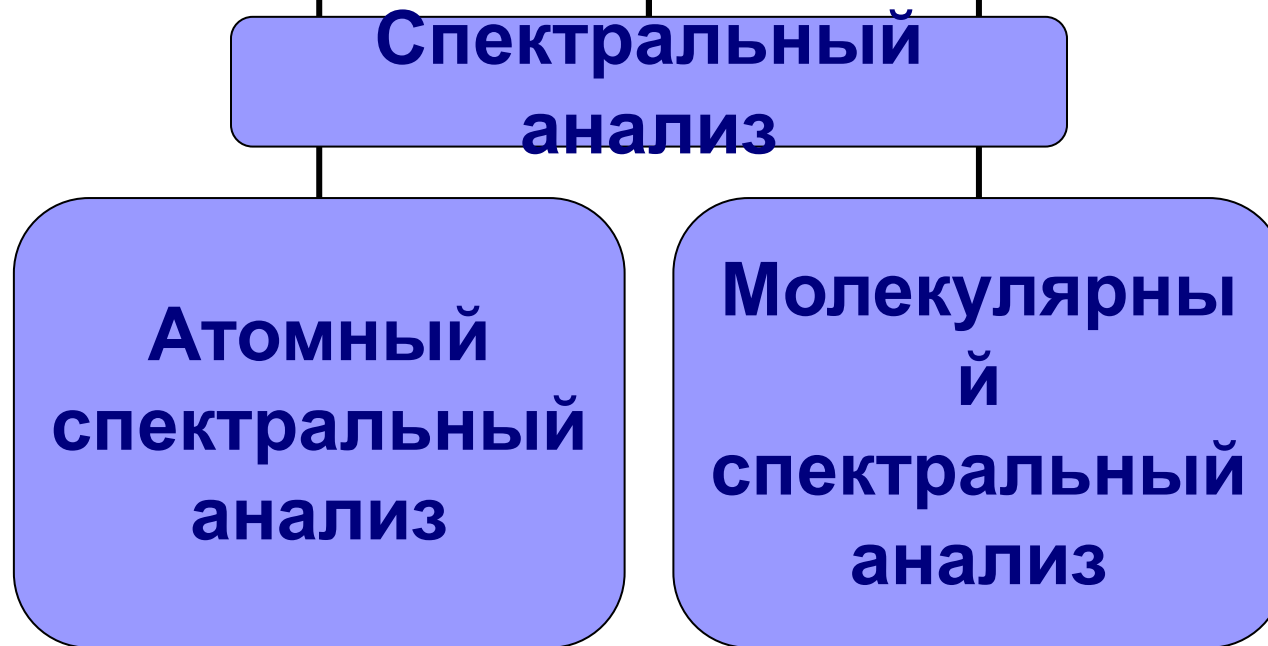 Спектральный
анализ
Атомный
спектральный
анализ
Молекулярны
й
спектральный
анализ